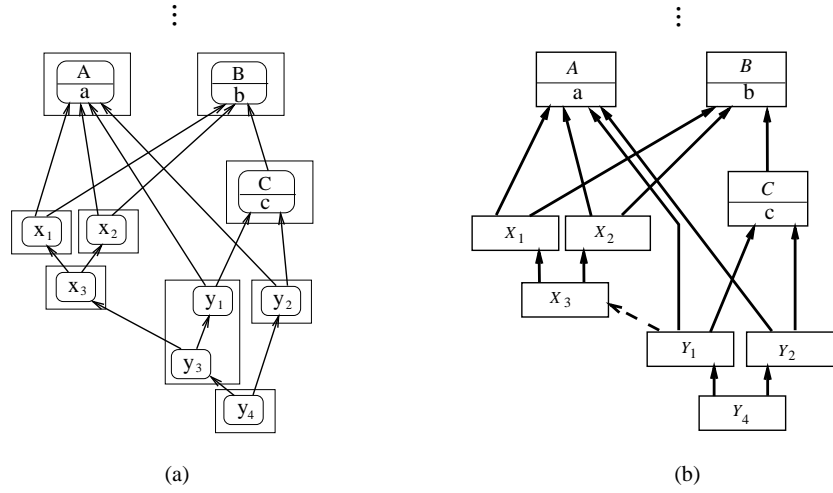 ⋮
A
a
B
b
C
c
x₁
x₂
x₃
y₁
y₂
y₃
y₄
(a)
⋮
A
a
B
b
C
c
X₁
X₂
X₃
Y₁
Y₂
Y₄
(b)